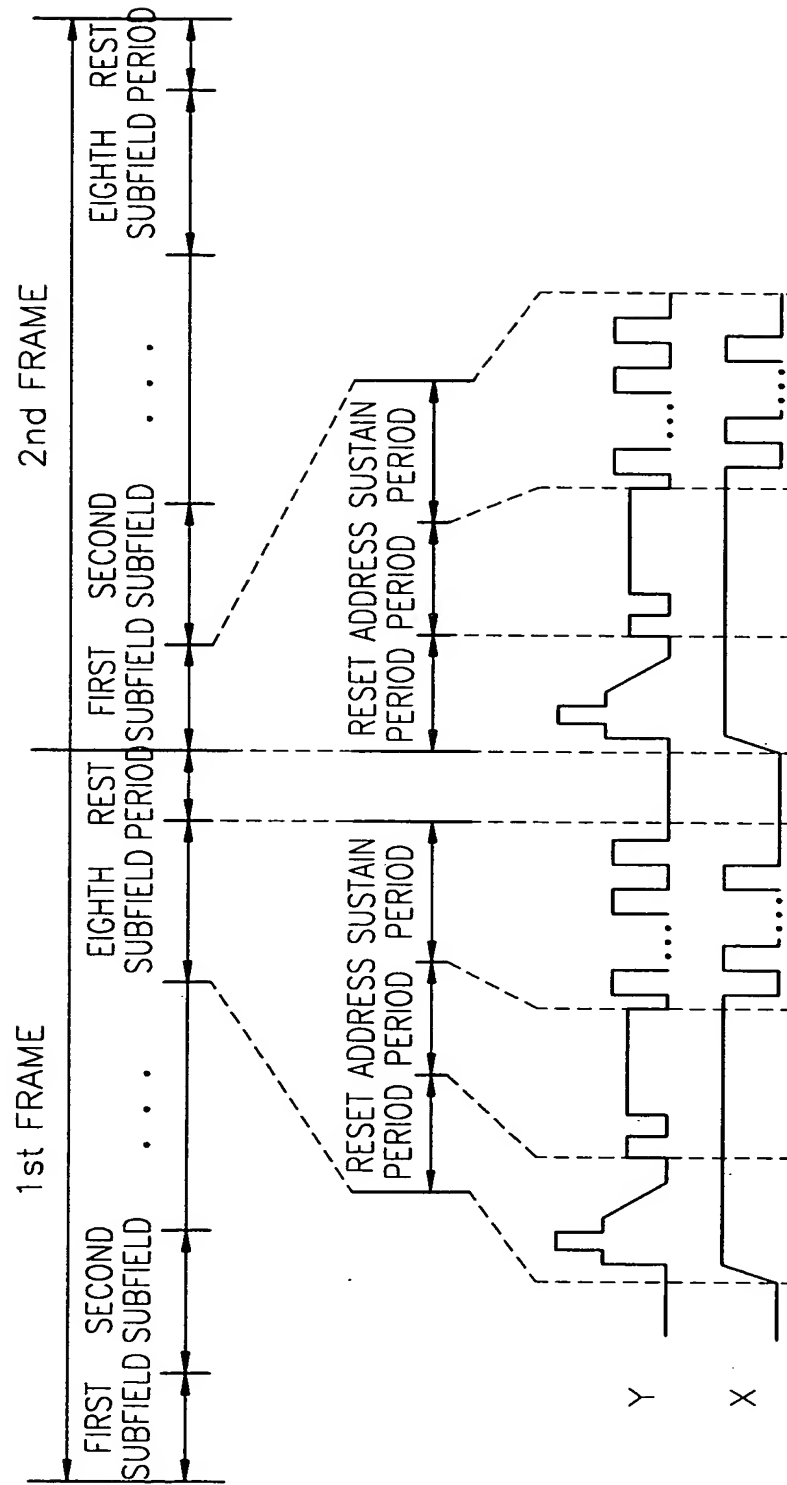 1st FRAME 2nd FRAME
FIRST SUBFIELD
SECOND SUBFIELD
. . .
EIGHTH SUBFIELD
REST PERIOD
FIRST SUBFIELD
SECOND SUBFIELD
. . .
EIGHTH SUBFIELD
REST PERIOD
RESET PERIOD
ADDRESS PERIOD
SUSTAIN PERIOD
RESET PERIOD
ADDRESS PERIOD
SUSTAIN PERIOD
Y
X